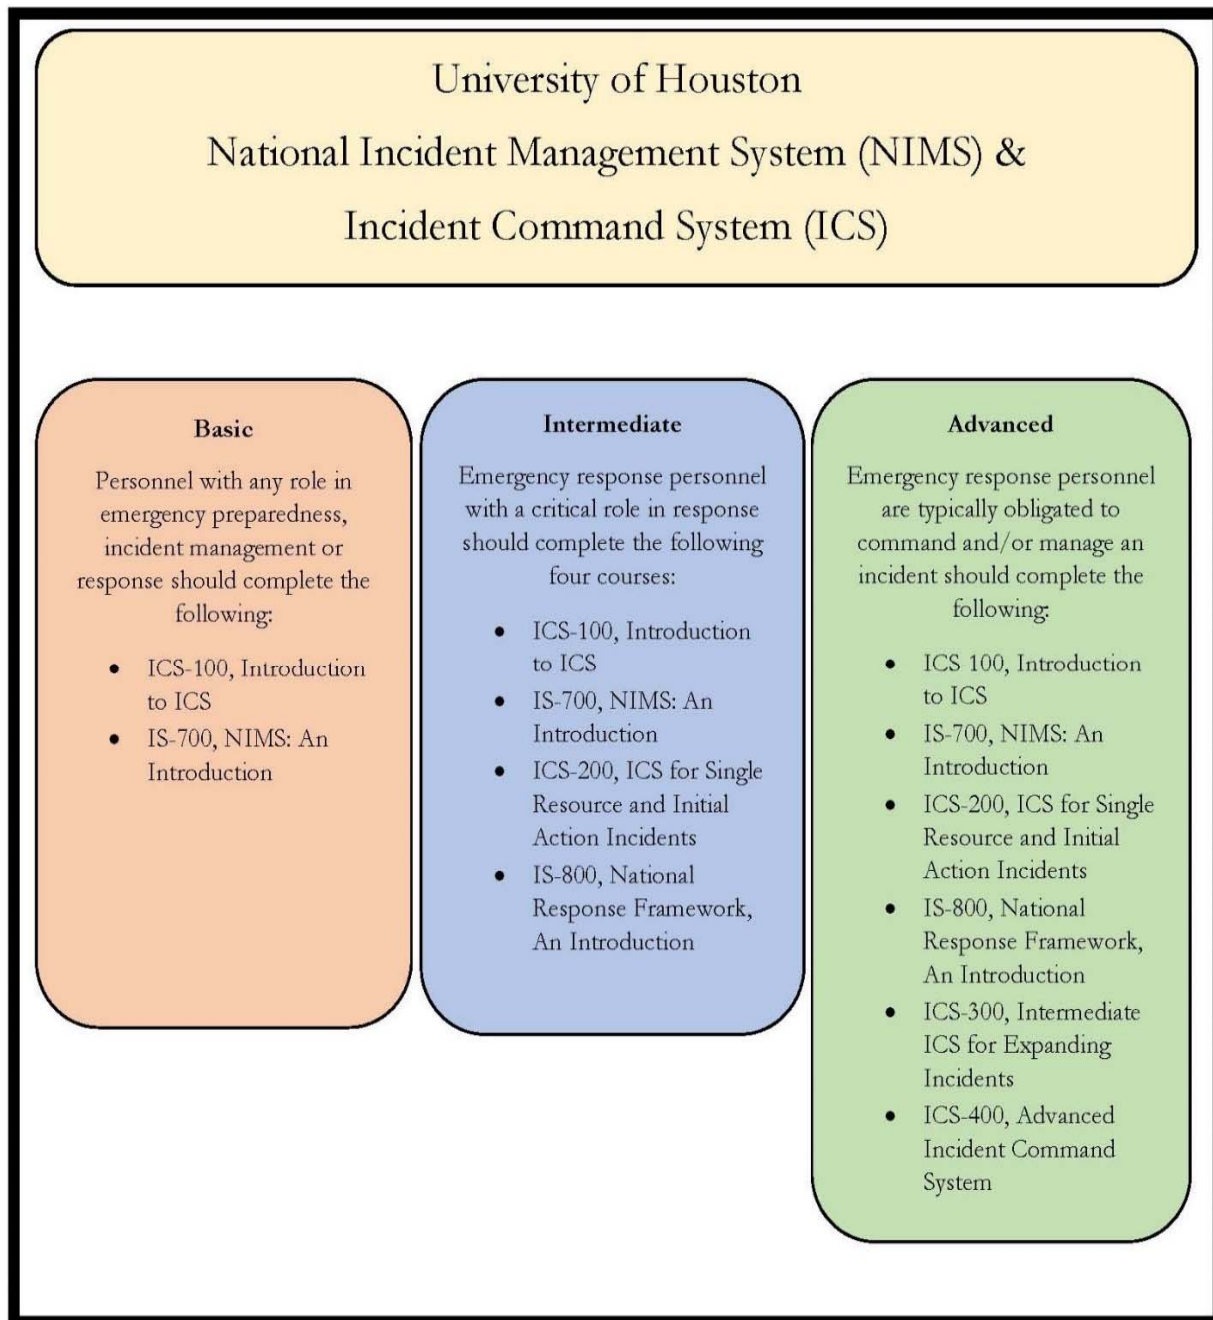 University of Houston
National Incident Management System (NIMS) &
Incident Command System (ICS)
Basic
Personnel with any role in
emergency preparedness,
incident management or
response should complete the
following:
• ICS-100, Introduction
to ICS
• IS-700, NIMS: An
Introduction
Intermediate
Emergency response personnel
with a critical role in response
should complete the following
four courses:
• ICS-100, Introduction
to ICS
• IS-700, NIMS: An
Introduction
• ICS-200, ICS for Single
Resource and Initial
Action Incidents
• IS-800, National
Response Framework,
An Introduction
Advanced
Emergency response personnel
are typically obligated to
command and/or manage an
incident should complete the
following:
• ICS 100, Introduction
to ICS
• IS-700, NIMS: An
Introduction
• ICS-200, ICS for Single
Resource and Initial
Action Incidents
• IS-800, National
Response Framework,
An Introduction
• ICS-300, Intermediate
ICS for Expanding
Incidents
• ICS-400, Advanced
Incident Command
System